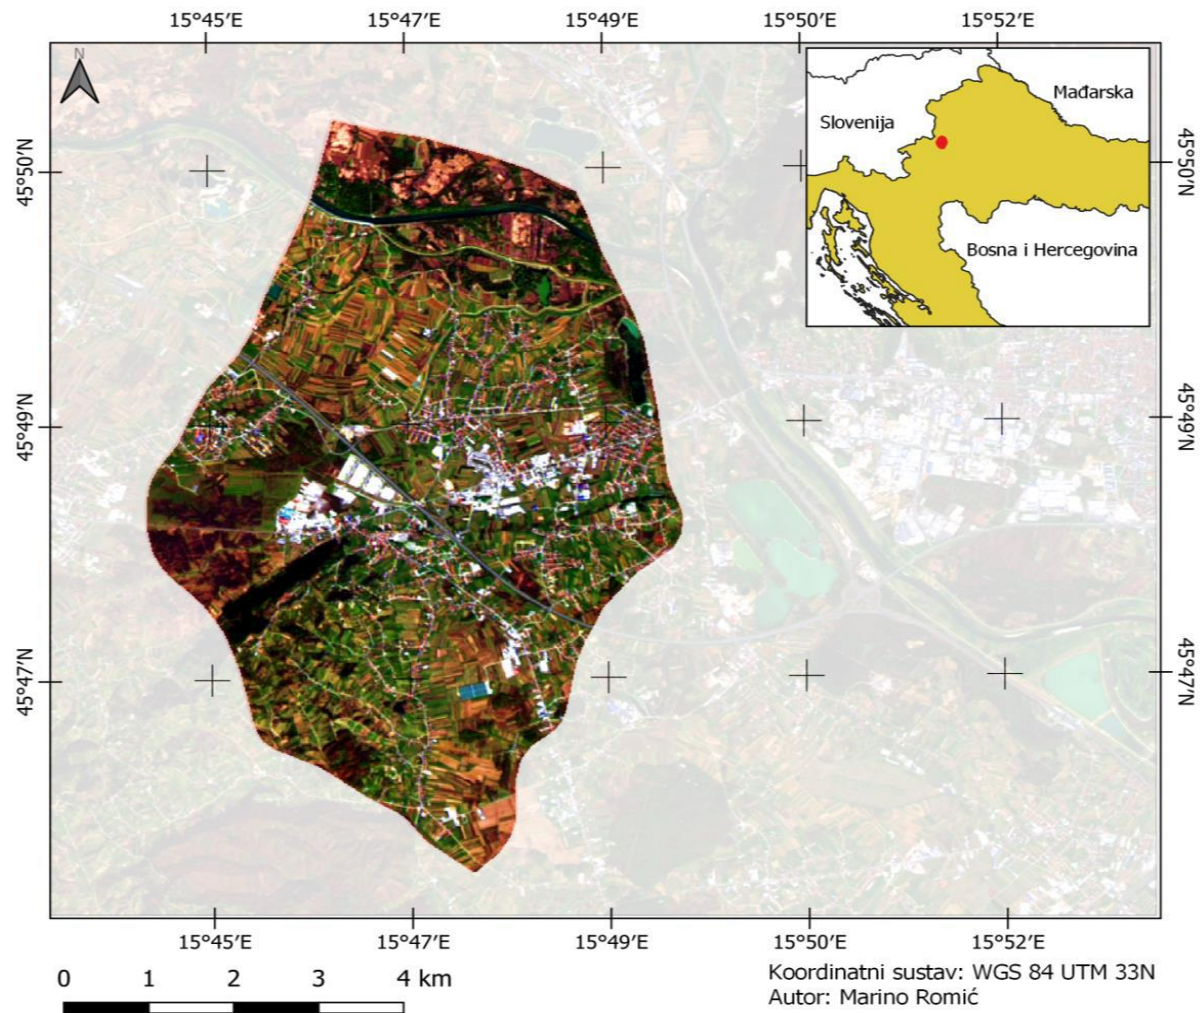 15°45′E 15°47′E 15°49′E 15°50′E 15°52′E
N
Mađarska
Slovenija
Bosna i Hercegovina
45°50′N 45°50′N
45°49′N 45°49′N
45°47′N 45°47′N
15°45′E 15°47′E 15°49′E 15°50′E 15°52′E
0 1 2 3 4 km
Koordinatni sustav: WGS 84 UTM 33N
Autor: Marino Romić